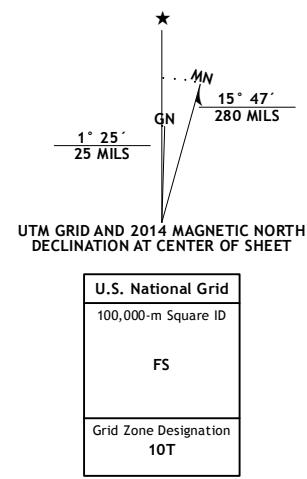 ★
MN
GN
15° 47´
280 MILS
1° 25´
25 MILS
UTM GRID AND 2014 MAGNETIC NORTH
DECLINATION AT CENTER OF SHEET
U.S. National Grid
100,000-m Square ID
FS
Grid Zone Designation
10T